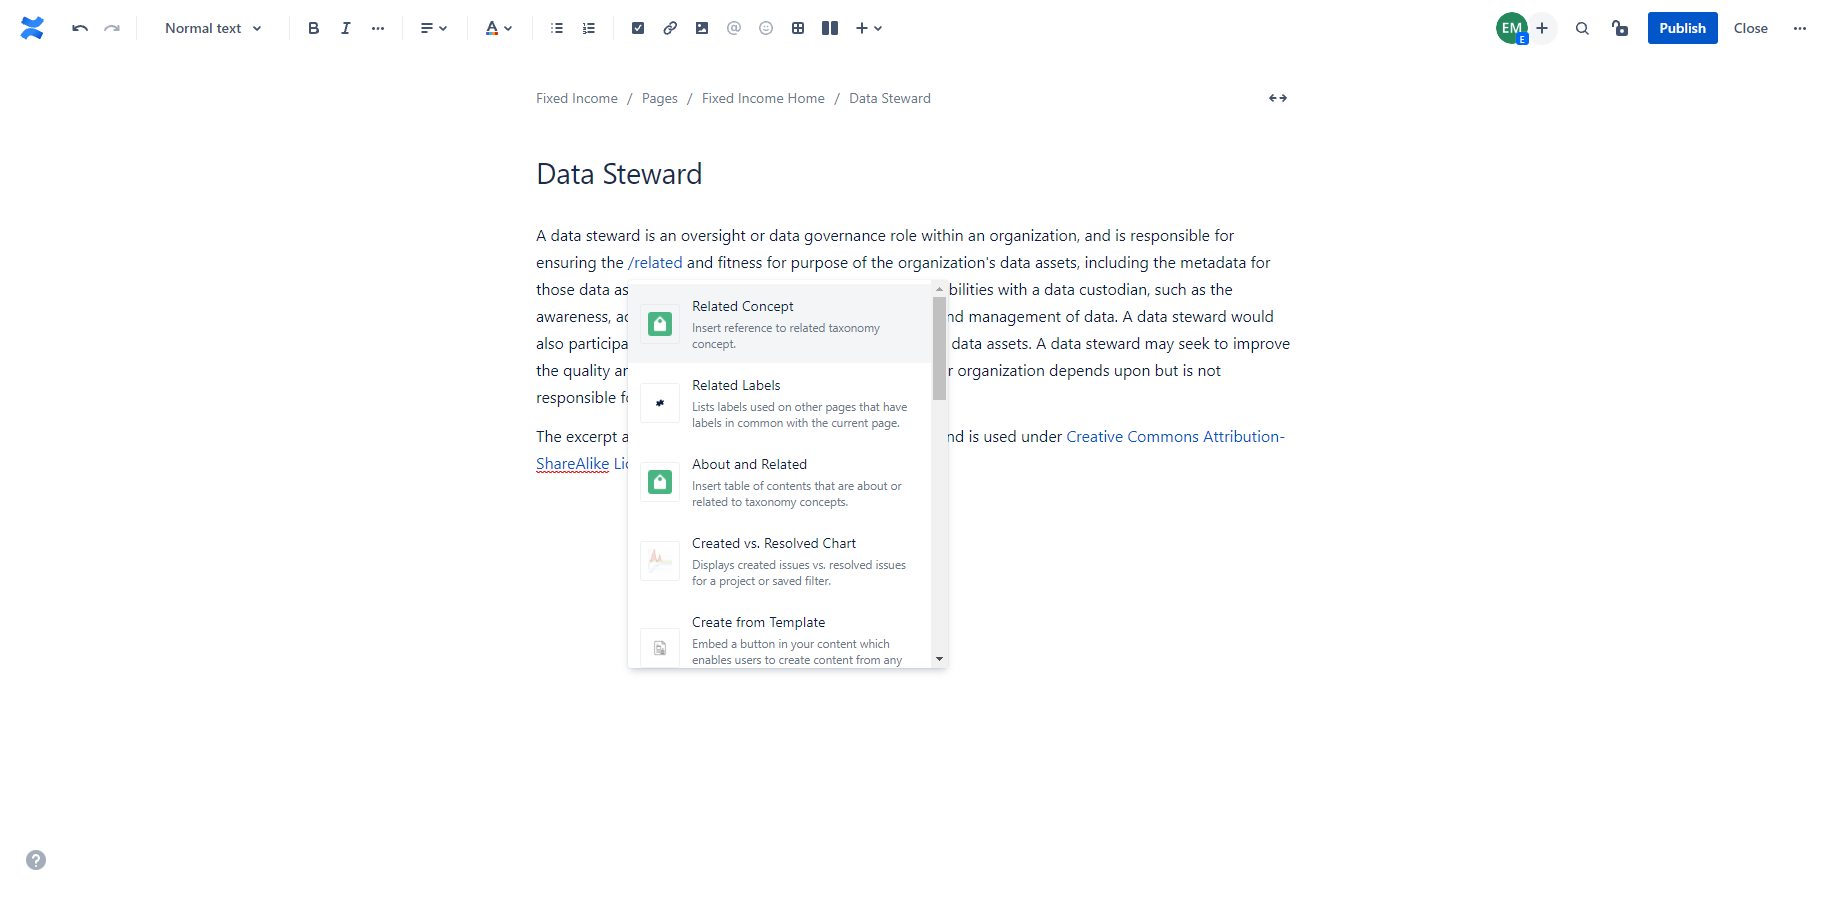 Normal text
B I
A
@
EM
E
Publish
Close
Fixed Income / Pages / Fixed Income Home / Data Steward
Data Steward
A data steward is an oversight or data governance role within an organization, and is responsible for
ensuring the /related and fitness for purpose of the organization's data assets, including the metadata for
those data as bilities with a data custodian, such as the
awareness, ac nd management of data. A data steward would
also participa data assets. A data steward may seek to improve
the quality ar r organization depends upon but is not
responsible fo
The excerpt a nd is used under Creative Commons Attribution-
ShareAlike Lic
Related Concept
Insert reference to related taxonomy
concept.
Related Labels
Lists labels used on other pages that have
labels in common with the current page.
About and Related
Insert table of contents that are about or
related to taxonomy concepts.
Created vs. Resolved Chart
Displays created issues vs. resolved issues
for a project or saved filter.
Create from Template
Embed a button in your content which
enables users to create content from any
?